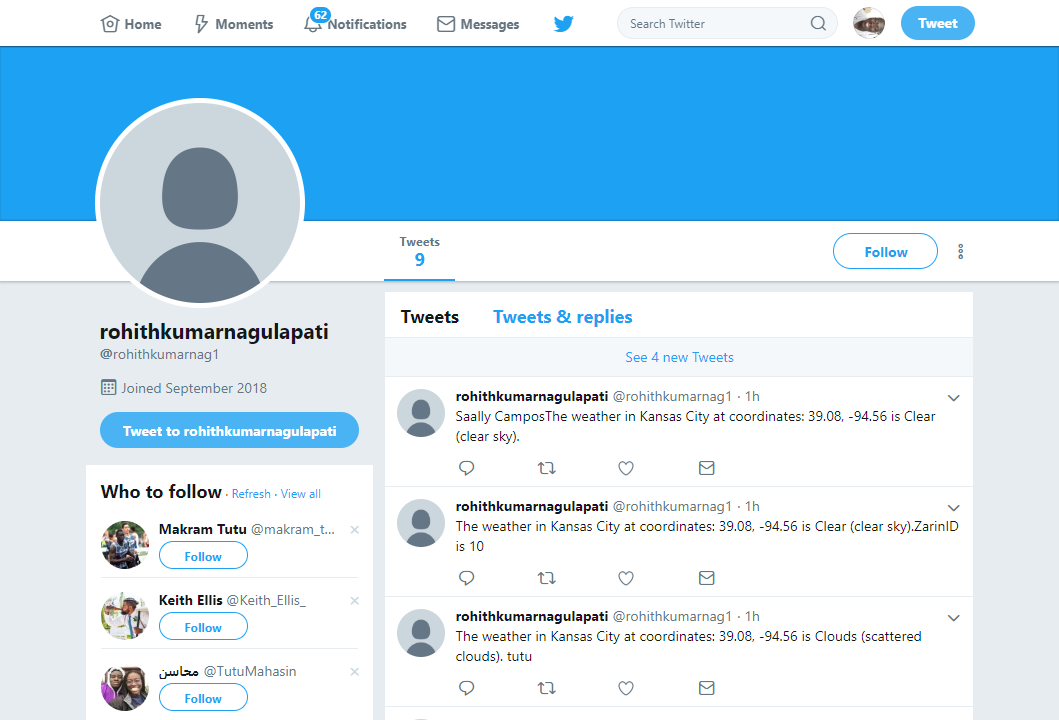 Home
Moments
62
Notifications
Messages
Search Twitter
Tweet
Tweets
9
Follow
rohithkumarnagulapati
@rohithkumarnag1
Joined September 2018
Tweet to rohithkumarnagulapati
Who to follow · Refresh · View all
Makram Tutu @makram_t...
Follow
Keith Ellis @Keith_Ellis_
Follow
محاسن @TutuMahasin
Follow
Tweets
Tweets & replies
See 4 new Tweets
rohithkumarnagulapati @rohithkumarnag1 · 1h
Saally CamposThe weather in Kansas City at coordinates: 39.08, -94.56 is Clear
(clear sky).
rohithkumarnagulapati @rohithkumarnag1 · 1h
The weather in Kansas City at coordinates: 39.08, -94.56 is Clear (clear sky).ZarinID
is 10
rohithkumarnagulapati @rohithkumarnag1 · 1h
The weather in Kansas City at coordinates: 39.08, -94.56 is Clouds (scattered
clouds). tutu